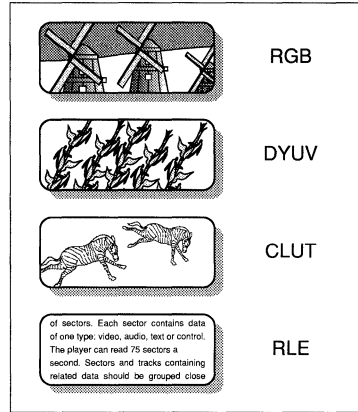 RGB
DYUV
CLUT
of sectors. Each sector contains data
of one type: video, audio, text or control.
The player can read 75 sectors a
second. Sectors and tracks containing
related data should be grouped close
RLE